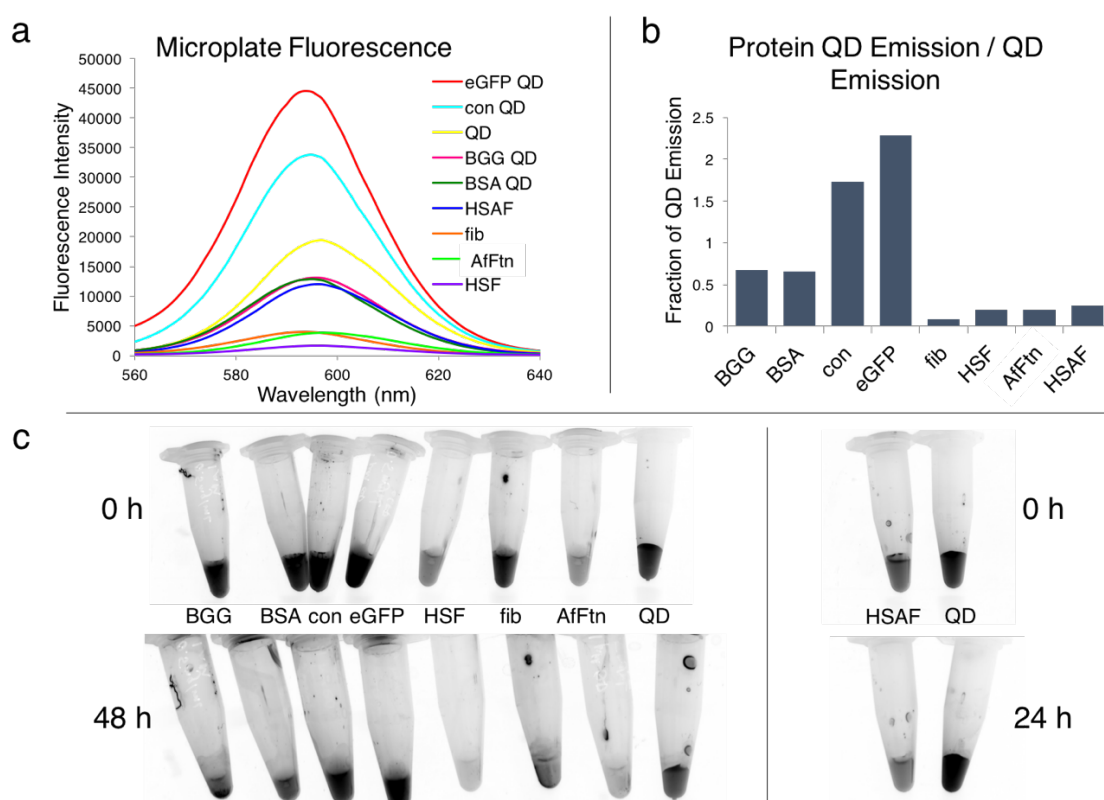 a
Microplate Fluorescence
Fluorescence Intensity
50000
45000
40000
35000
30000
25000
20000
15000
10000
5000
0
560
580
600
620
640
Wavelength (nm)
eGFP QD
con QD
QD
BGG QD
BSA QD
HSAF
fib
AfFtn
HSF
b
Protein QD Emission / QD
Emission
Fraction of QD Emission
2.5
2
1.5
1
0.5
0
BGG
BSA
con
eGFP
fib
HSF
AfFtn
HSAF
c
0 h
BGG BSA con eGFP HSF fib AfFtn QD
48 h
0 h
HSAF QD
24 h